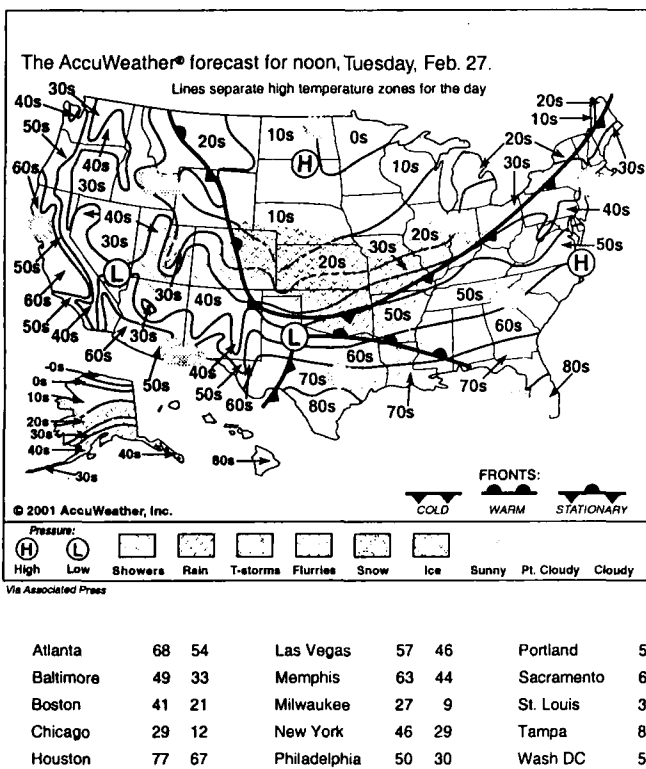 The AccuWeather® forecast for noon, Tuesday, Feb. 27.
Lines separate high temperature zones for the day
30s
40s
50s
60s
40s
30s
20s
10s
0s
H
10s
20s
30s
20s
10s
30s
40s
50s
H
40s
30s
10s
20s
30s
20s
50s
60s
50s
40s
L
30s
40s
60s
30s
50s
40s
50s
60s
L
50s
50s
60s
60s
70s
80s
70s
70s
80s
-0s
0s
10s
20s
30s
40s
30s
40s
80s
FRONTS:
COLD WARM STATIONARY
© 2001 AccuWeather, Inc.
Pressure:
H L
High Low Showers Rain T-storms Flurries Snow Ice Sunny Pt. Cloudy Cloudy
Via Associated Press
Atlanta 68 54 Las Vegas 57 46 Portland 5
Baltimore 49 33 Memphis 63 44 Sacramento 6
Boston 41 21 Milwaukee 27 9 St. Louis 3
Chicago 29 12 New York 46 29 Tampa 8
Houston 77 67 Philadelphia 50 30 Wash DC 5